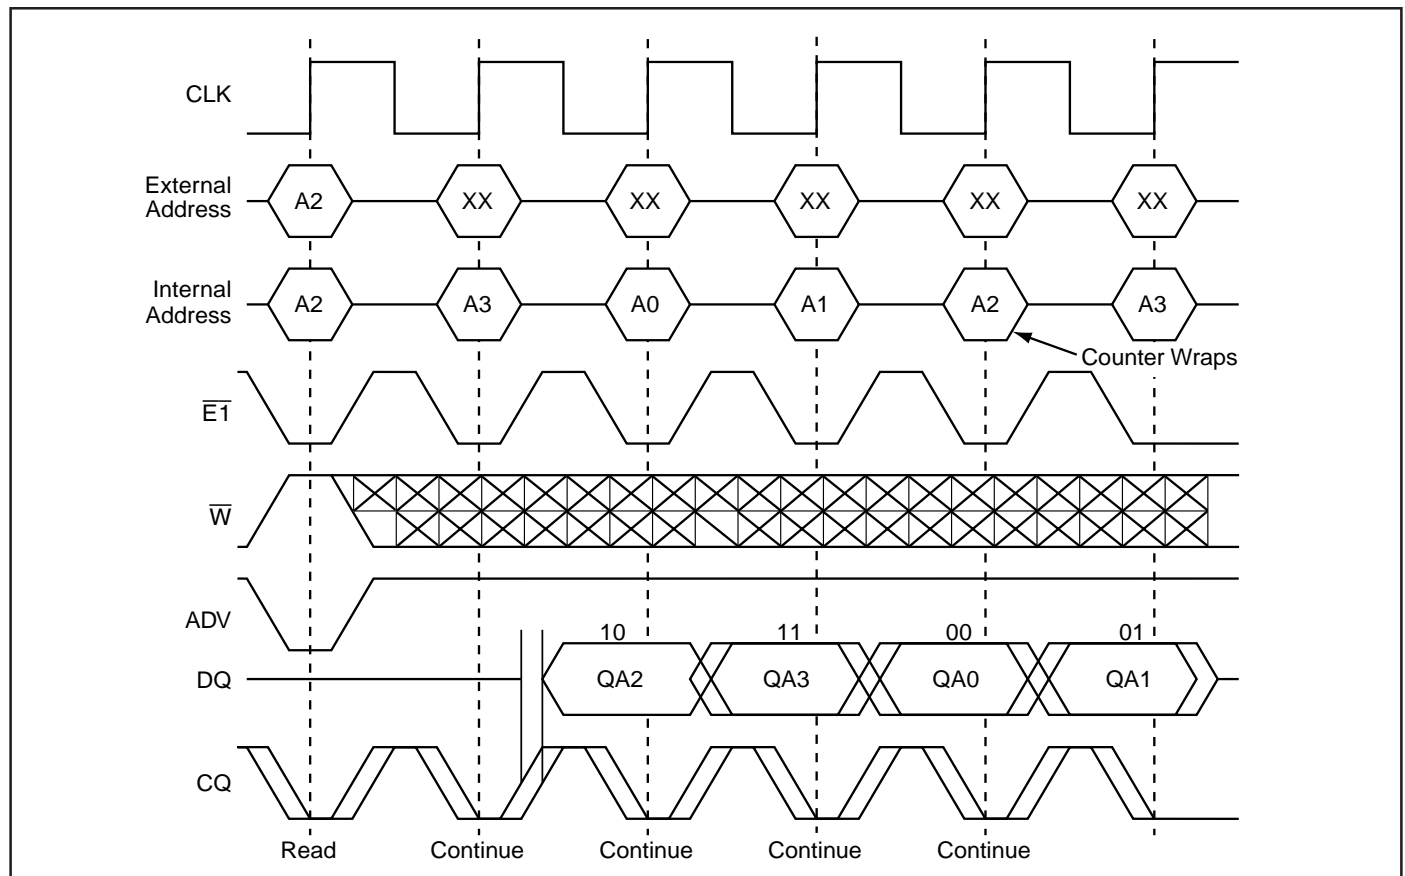 CLK
External
Address
A2 XX XX XX XX XX
Internal
Address
A2 A3 A0 A1 A2 A3
Counter Wraps
E1
W
ADV
10 11 00 01
DQ
QA2 QA3 QA0 QA1
CQ
Read Continue Continue Continue Continue